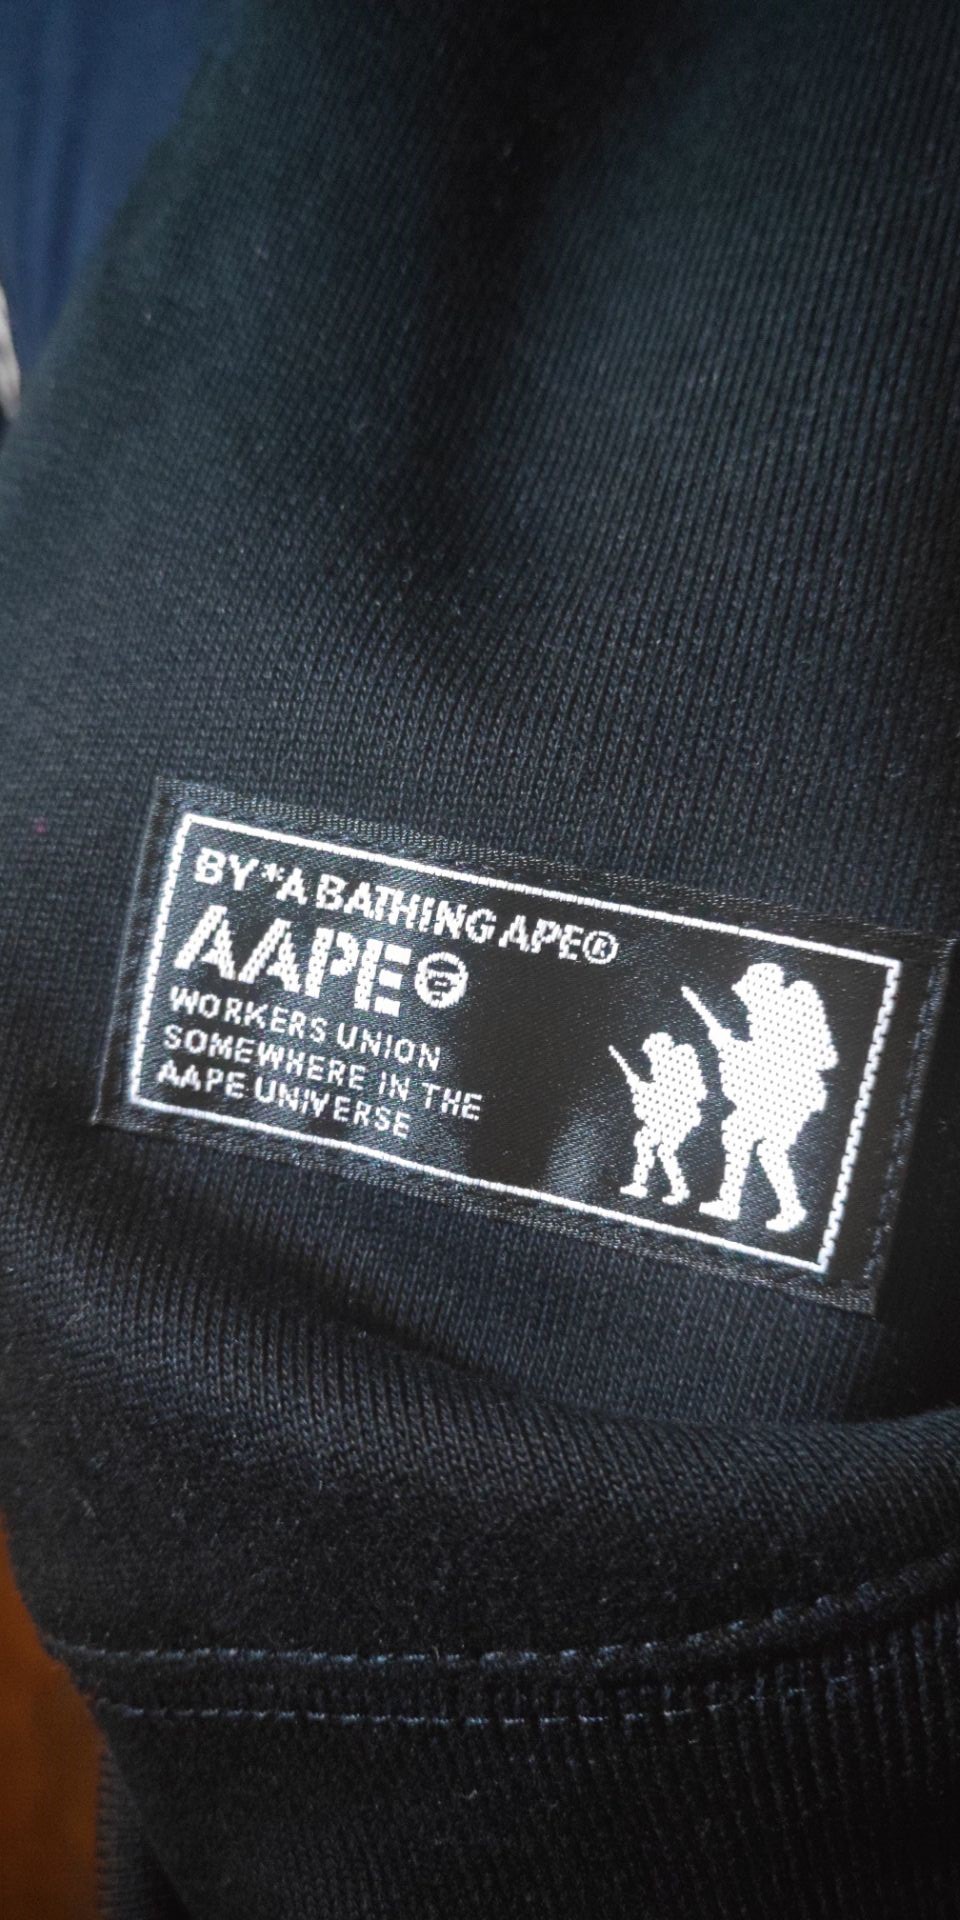 BY *A BATHING APE®
AAPE
WORKERS UNION
SOMEWHERE IN THE
AAPE UNIVERSE